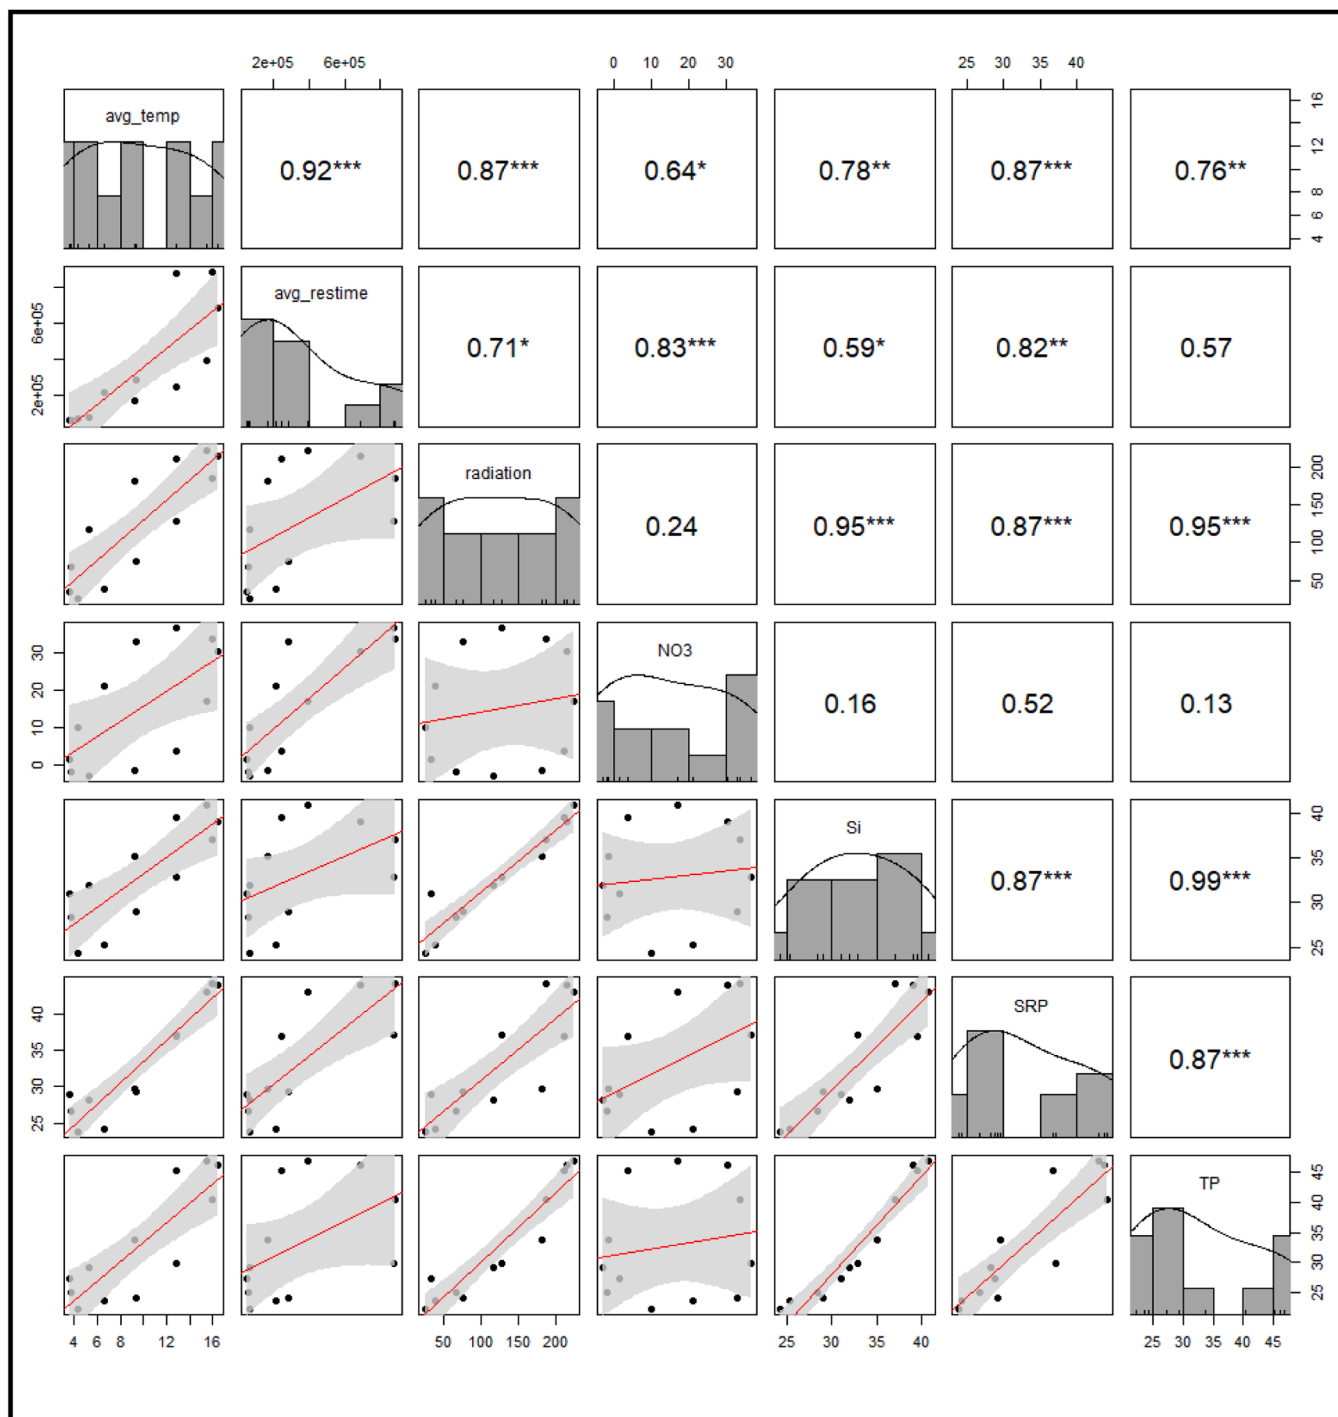 2e+05 6e+05 0 10 20 30 25 30 35 40
avg_temp 0.92*** 0.87*** 0.64* 0.78** 0.87*** 0.76** 4 6 8 12 16
2e+05 6e+05 avg_restime 0.71* 0.83*** 0.59* 0.82** 0.57
radiation 0.24 0.95*** 0.87*** 0.95*** 50 100 150 200
0 10 20 30 NO3 0.16 0.52 0.13
Si 0.87*** 0.99*** 25 30 35 40
25 30 35 40 SRP 0.87***
TP 25 30 35 40 45
4 6 8 12 16 50 100 150 200 25 30 35 40 25 30 35 45